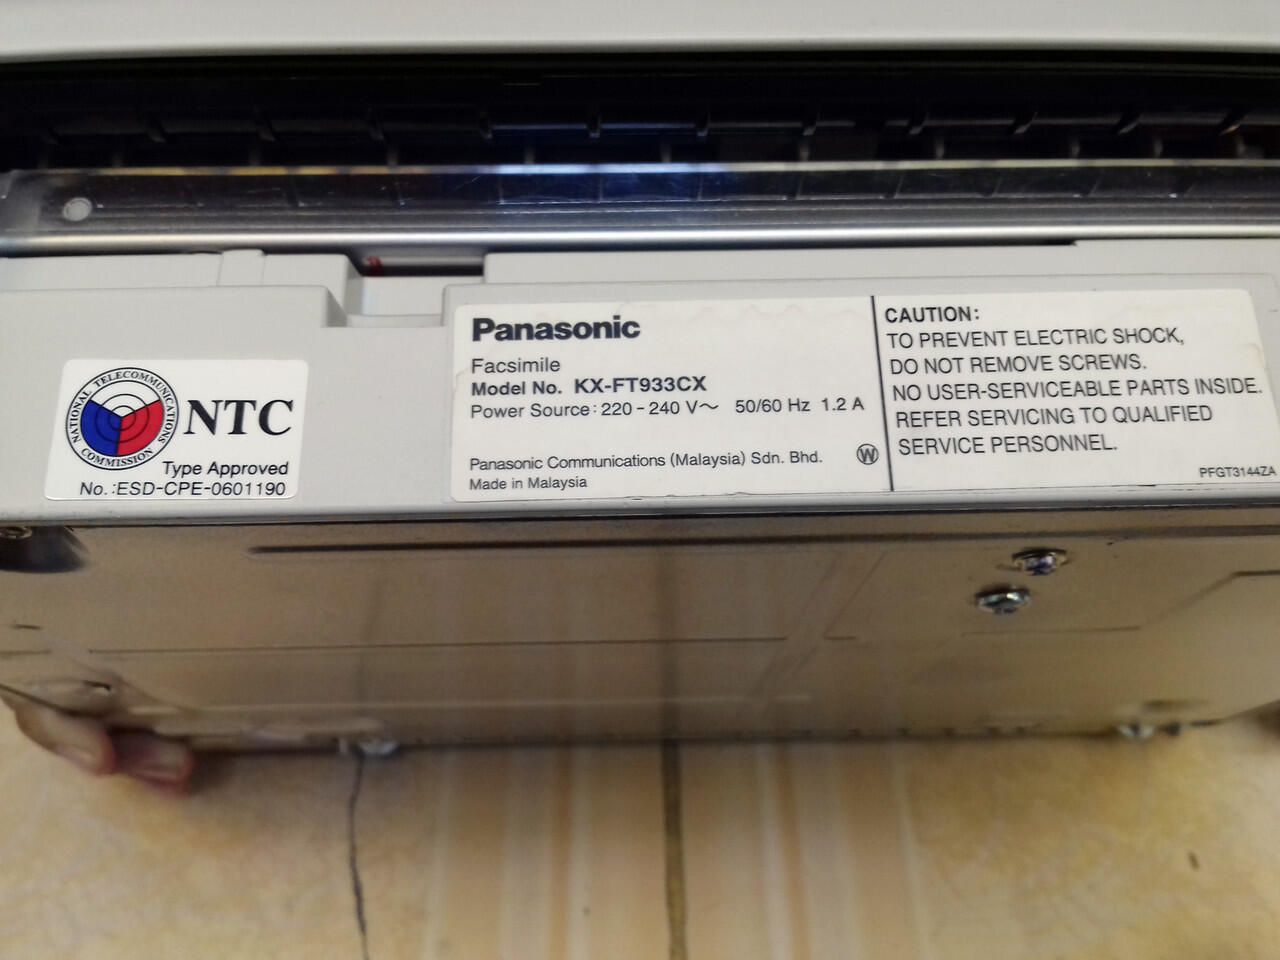 NATIONAL TELECOMMUNICATIONS COMMISSION
NTC
Type Approved
No.:ESD-CPE-0601190
Panasonic
Facsimile
Model No. KX-FT933CX
Power Source: 220-240 V～ 50/60 Hz 1.2 A
Panasonic Communications (Malaysia) Sdn. Bhd.
W
Made in Malaysia
CAUTION:
TO PREVENT ELECTRIC SHOCK,
DO NOT REMOVE SCREWS.
NO USER-SERVICEABLE PARTS INSIDE.
REFER SERVICING TO QUALIFIED
SERVICE PERSONNEL.
PFGT3144ZA